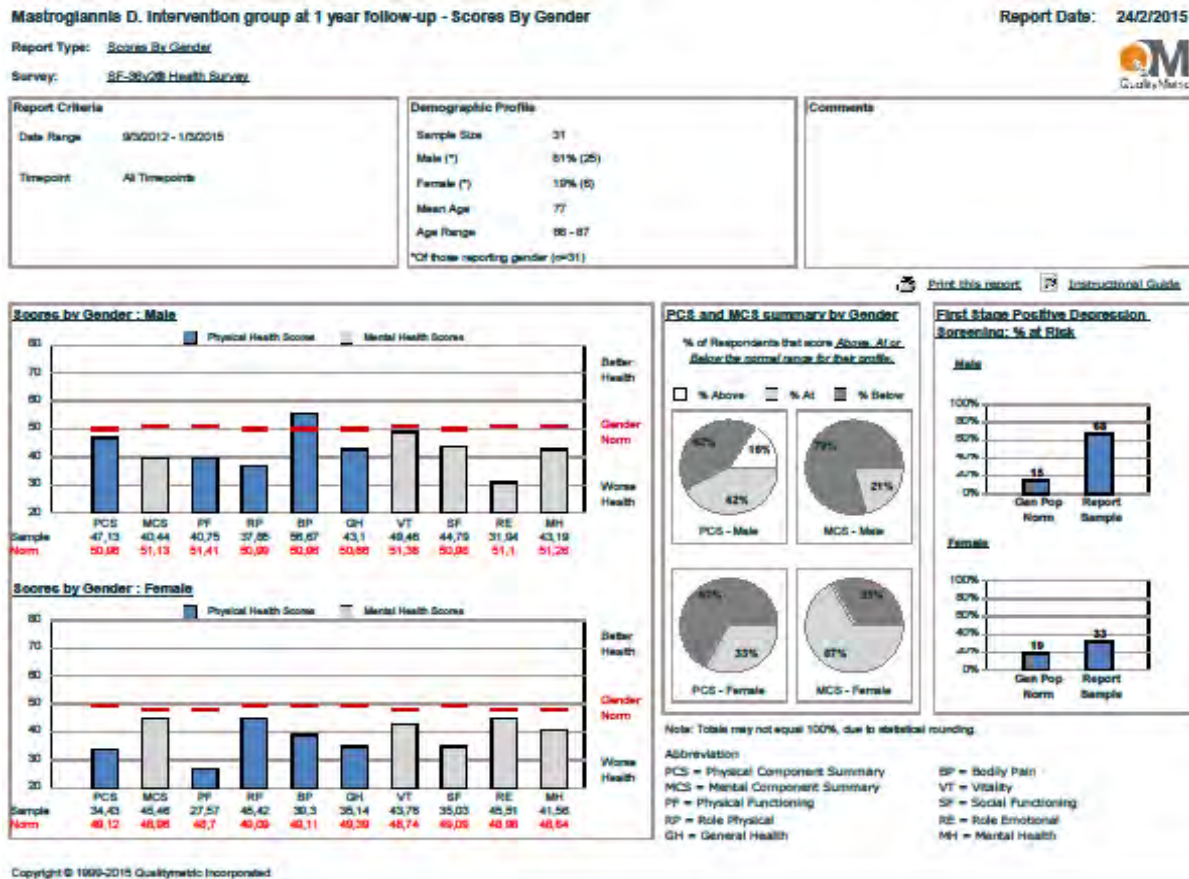 Mastrogiannis D. Intervention group at 1 year follow-up - Scores By Gender
Report Date: 24/2/2015
Report Type: Scores By Gender
Survey: SF-36v2® Health Survey
QM
QualityMetric
Report Criteria
Date Range 9/3/2012 - 1/3/2015
Timepoint All Timepoints
Demographic Profile
Sample Size 31
Male (*) 81% (25)
Female (*) 19% (6)
Mean Age 77
Age Range
*Of those reporting gender (n=31)
Comments
Print this report Instructional Guide
Scores by Gender : Male
Physical Health Scores Mental Health Scores
80
70
60
50
40
30
20
Better Health
Gender Norm
Worse Health
PCS MCS PF RP BP GH VT SF RE MH
Sample 47,13 40,44 40,75 56,67 43,1 49,46 44,79 31,94 43,19
Norm 50,96 51,13 51,41 50,99 50,96 50,86 51,38 50,98 51,1 51,26
Scores by Gender : Female
Physical Health Scores Mental Health Scores
80
70
60
50
40
30
20
Better Health
Gender Norm
Worse Health
PCS MCS PF RP BP GH VT SF RE MH
Sample 34,43 45,46 27,57 45,42 39,3 35,14 43,76 35,03 45,51 41,56
Norm 49,12 48,96 48,7 49,09 49,11 49,39 48,74 49,09 48,96 48,64
PCS and MCS summary by Gender
% of Respondents that score Above, At or
Below the normal range for their profile.
% Above % At % Below
42% 16%
42%
PCS - Male
79%
21%
MCS - Male
67%
33%
PCS - Female
33%
67%
MCS - Female
First Stage Positive Depression
Screening: % at Risk
Male
100%
80%
60%
40%
20%
0%
15 68
Gen Pop Norm Report Sample
Female
100%
80%
60%
40%
20%
0%
19 33
Gen Pop Norm Report Sample
Note: Totals may not equal 100%, due to statistical rounding.
Abbreviation
PCS = Physical Component Summary BP = Bodily Pain
MCS = Mental Component Summary VT = Vitality
PF = Physical Functioning SF = Social Functioning
RP = Role Physical RE = Role Emotional
GH = General Health MH = Mental Health
Copyright © 1999-2015 Qualitymetric Incorporated